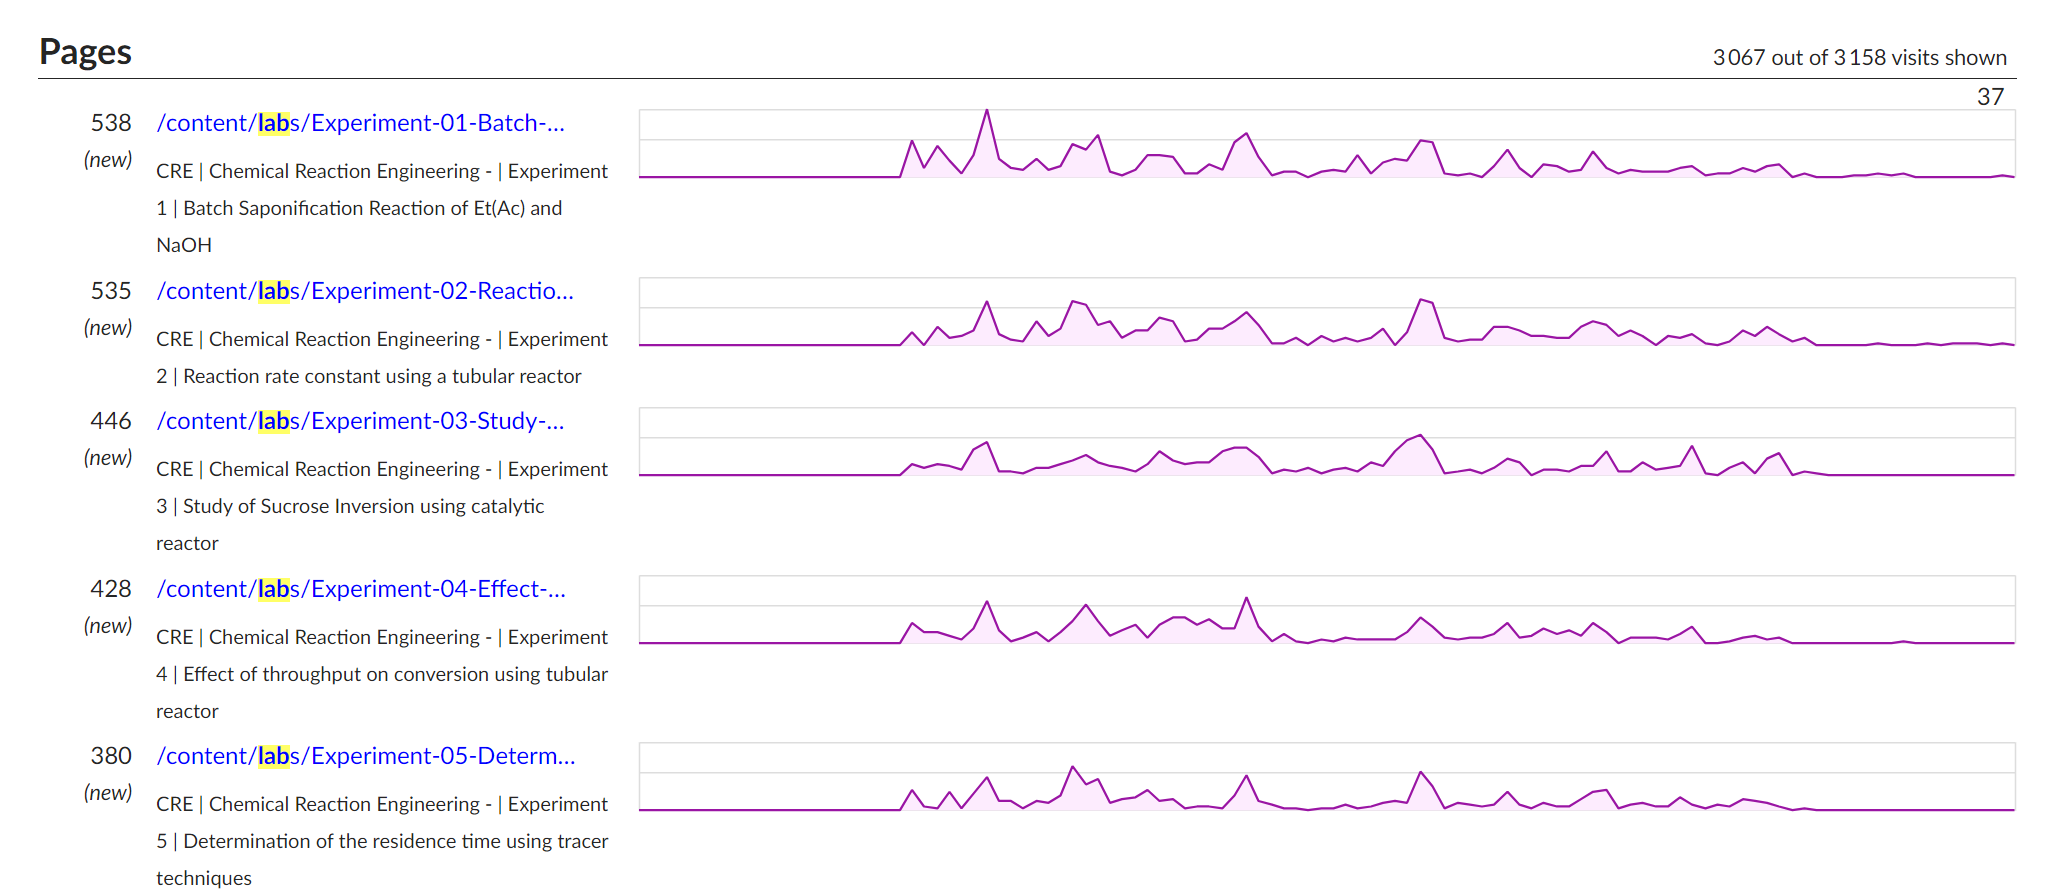 Pages
3 067 out of 3 158 visits shown
37
538
/content/labs/Experiment-01-Batch-...
(new)
CRE | Chemical Reaction Engineering - | Experiment
1 | Batch Saponification Reaction of Et(Ac) and
NaOH
535
/content/labs/Experiment-02-Reactio...
(new)
CRE | Chemical Reaction Engineering - | Experiment
2 | Reaction rate constant using a tubular reactor
446
/content/labs/Experiment-03-Study-...
(new)
CRE | Chemical Reaction Engineering - | Experiment
3 | Study of Sucrose Inversion using catalytic
reactor
428
/content/labs/Experiment-04-Effect-...
(new)
CRE | Chemical Reaction Engineering - | Experiment
4 | Effect of throughput on conversion using tubular
reactor
380
/content/labs/Experiment-05-Determ...
(new)
CRE | Chemical Reaction Engineering - | Experiment
5 | Determination of the residence time using tracer
techniques